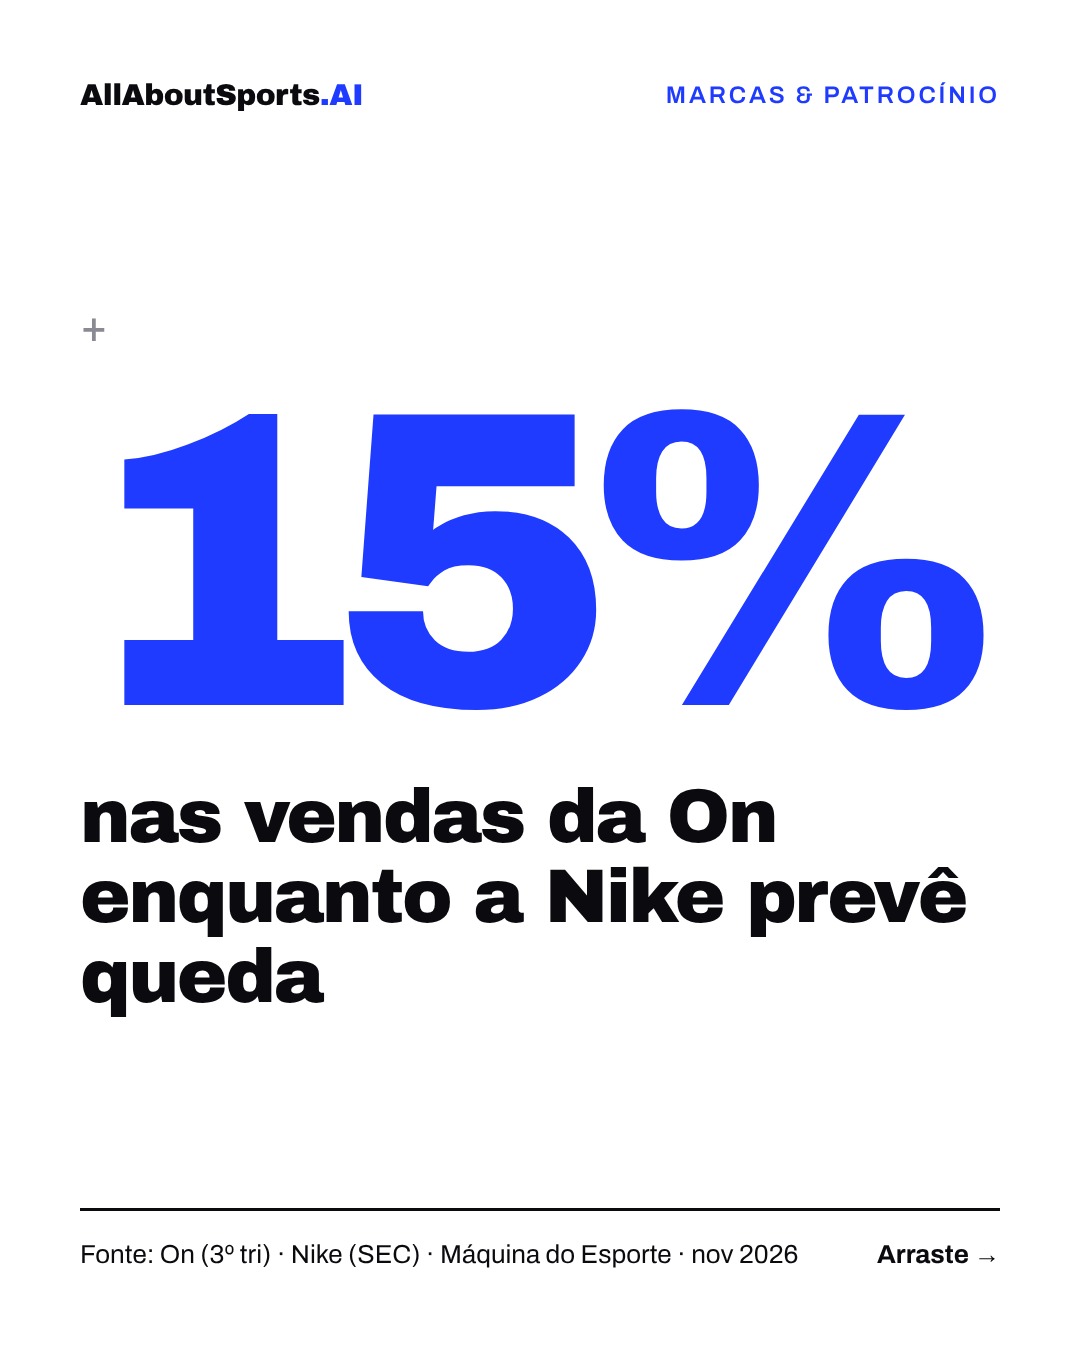 AllAboutSports.AI
MARCAS & PATROCÍNIO
+
15%
nas vendas da On
enquanto a Nike prevê
queda
Fonte: On (3º tri) · Nike (SEC) · Máquina do Esporte · nov 2026
Arraste →